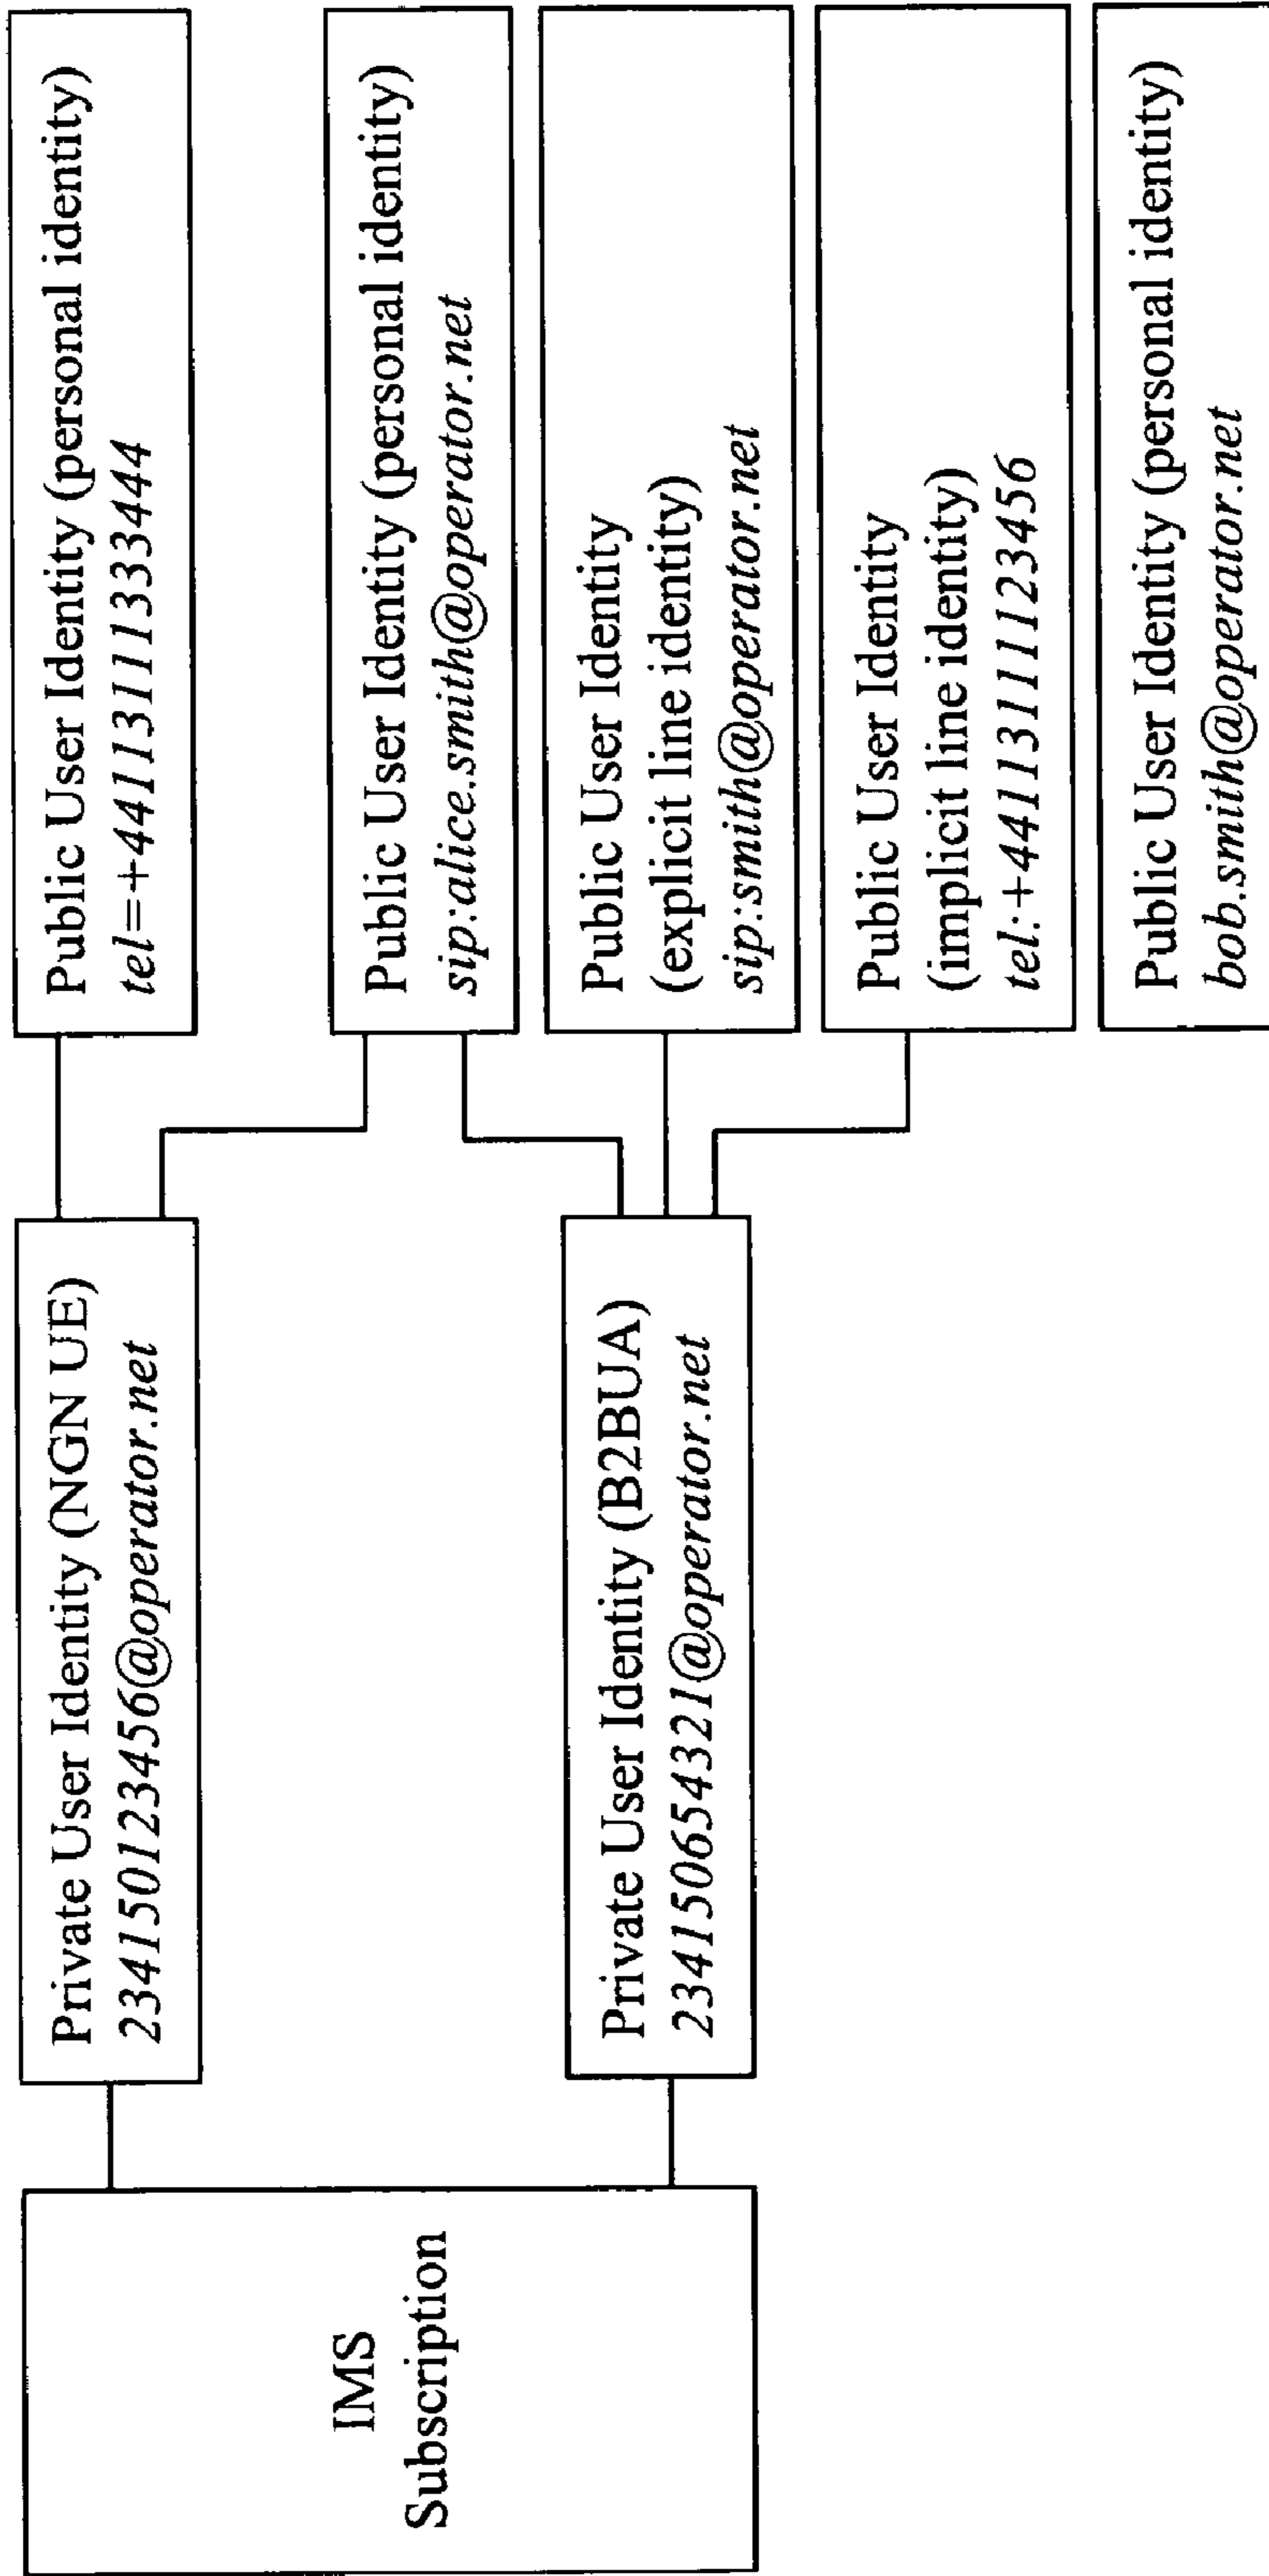 IMS
Subscription
Private User Identity (NGN UE)
234150123456@operator.net
Private User Identity (B2BUA)
234150654321@operator.net
Public User Identity (personal identity)
tel=+44113111333444
Public User Identity (personal identity)
sip:alice.smith@operator.net
Public User Identity
(explicit line identity)
sip:smith@operator.net
Public User Identity
(implicit line identity)
tel:+44113111123456
Public User Identity (personal identity)
bob.smith@operator.net